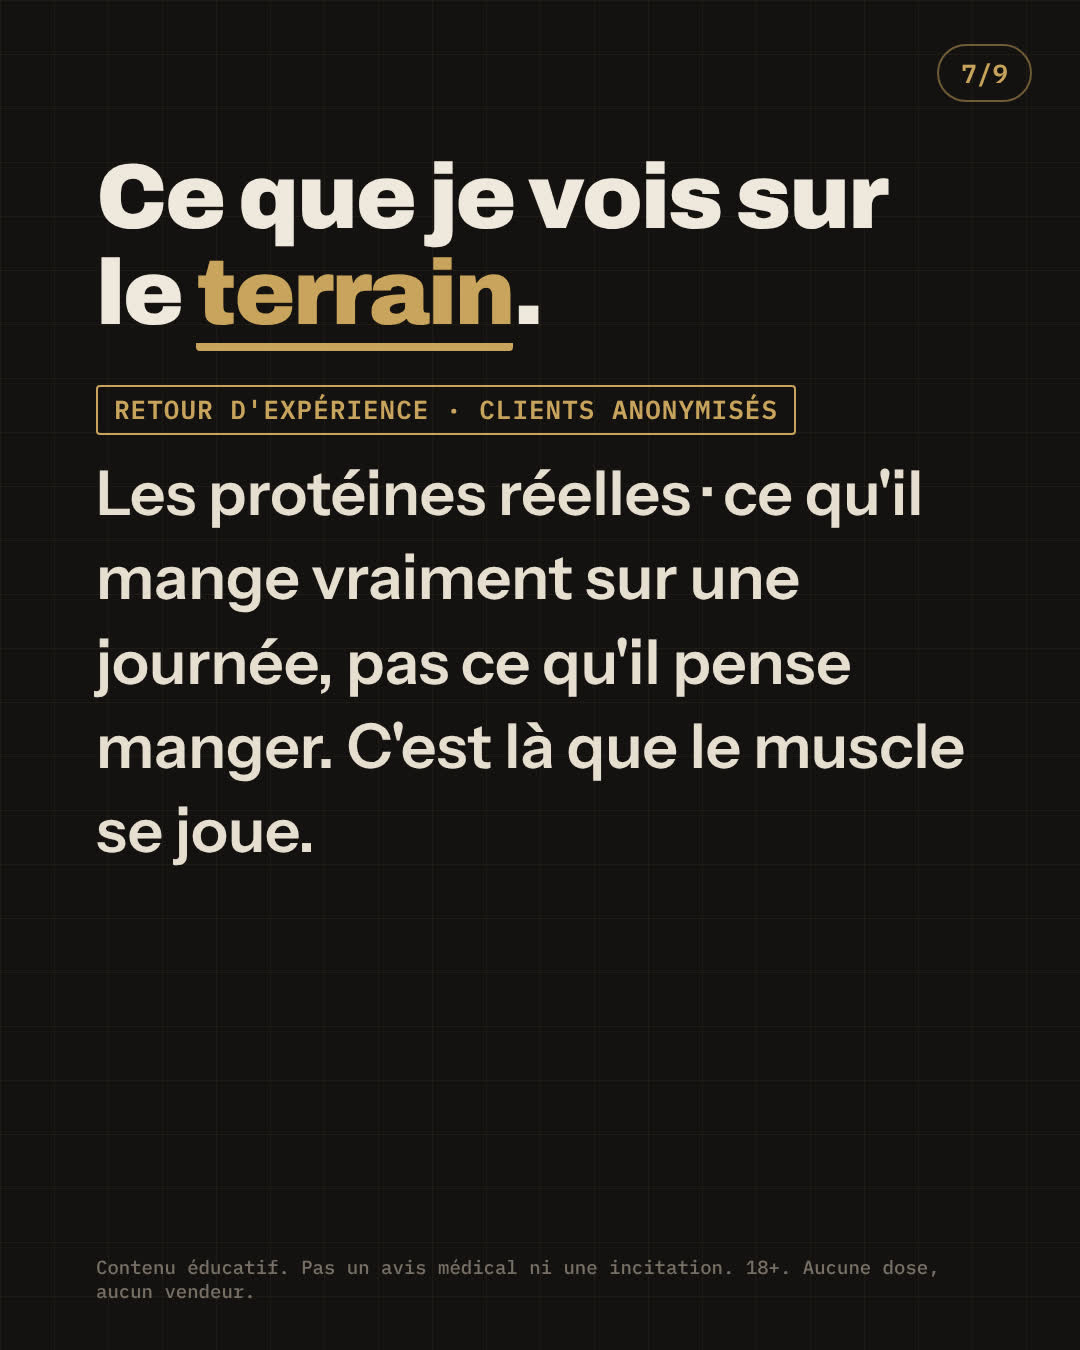 7/9
Ce que je vois sur
le terrain.
RETOUR D'EXPÉRIENCE · CLIENTS ANONYMISÉS
Les protéines réelles · ce qu'il
mange vraiment sur une
journée, pas ce qu'il pense
manger. C'est là que le muscle
se joue.
Contenu éducatif. Pas un avis médical ni une incitation. 18+. Aucune dose,
aucun vendeur.